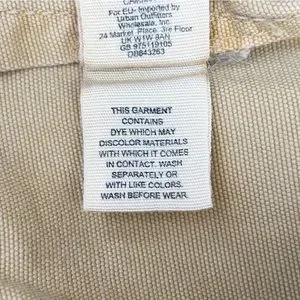 For EU- Imported by
Urban Outfitters
Wholesale, Inc.
24 Market Place, 3rd Floor
UK W1W 8AN
GB 975119105
OB843263
THIS GARMENT
CONTAINS
DYE WHICH MAY
DISCOLOR MATERIALS
WITH WHICH IT COMES
IN CONTACT. WASH
SEPARATELY OR
WITH LIKE COLORS.
WASH BEFORE WEAR.